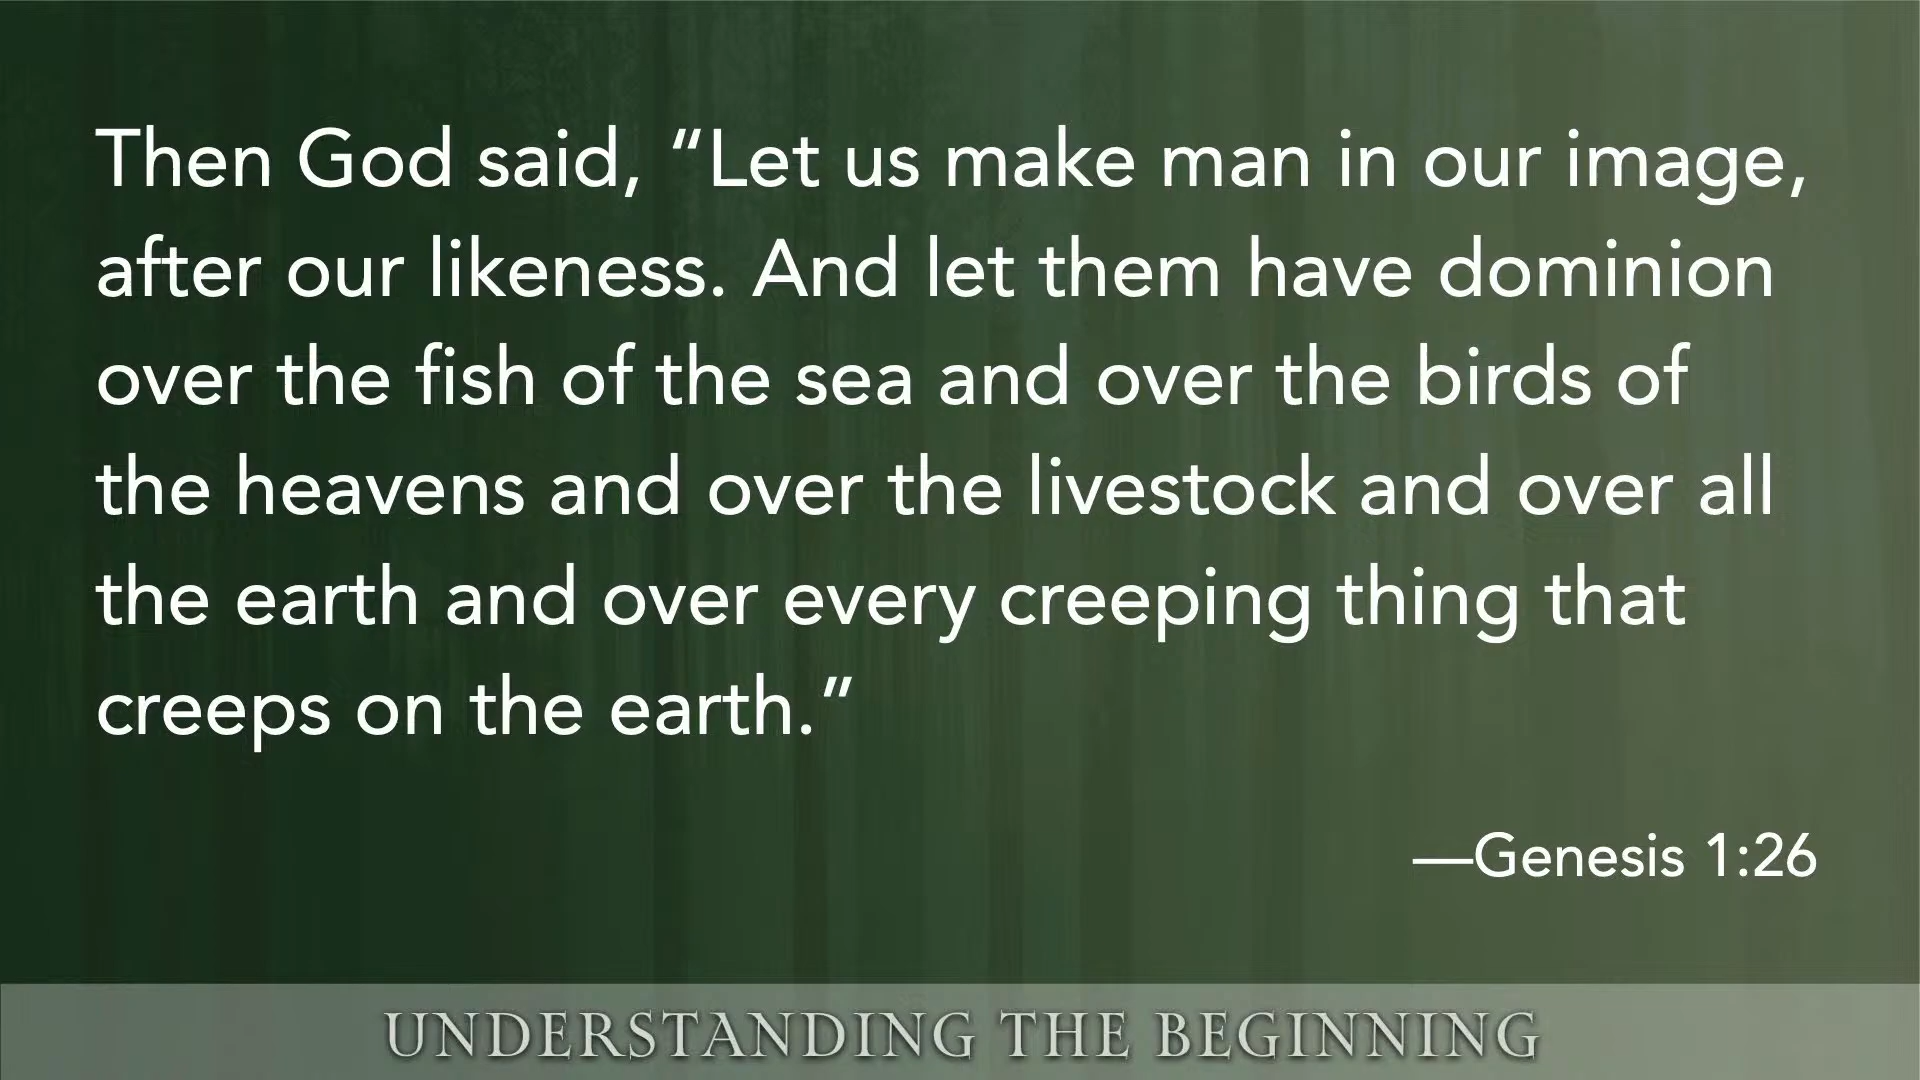 Then God said, “Let us make man in our image,
after our likeness. And let them have dominion
over the fish of the sea and over the birds of
the heavens and over the livestock and over all
the earth and over every creeping thing that
creeps on the earth.”
—Genesis 1:26
UNDERSTANDING THE BEGINNING